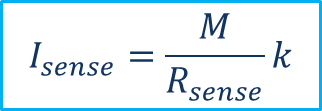 I_sense = M / R_sense k